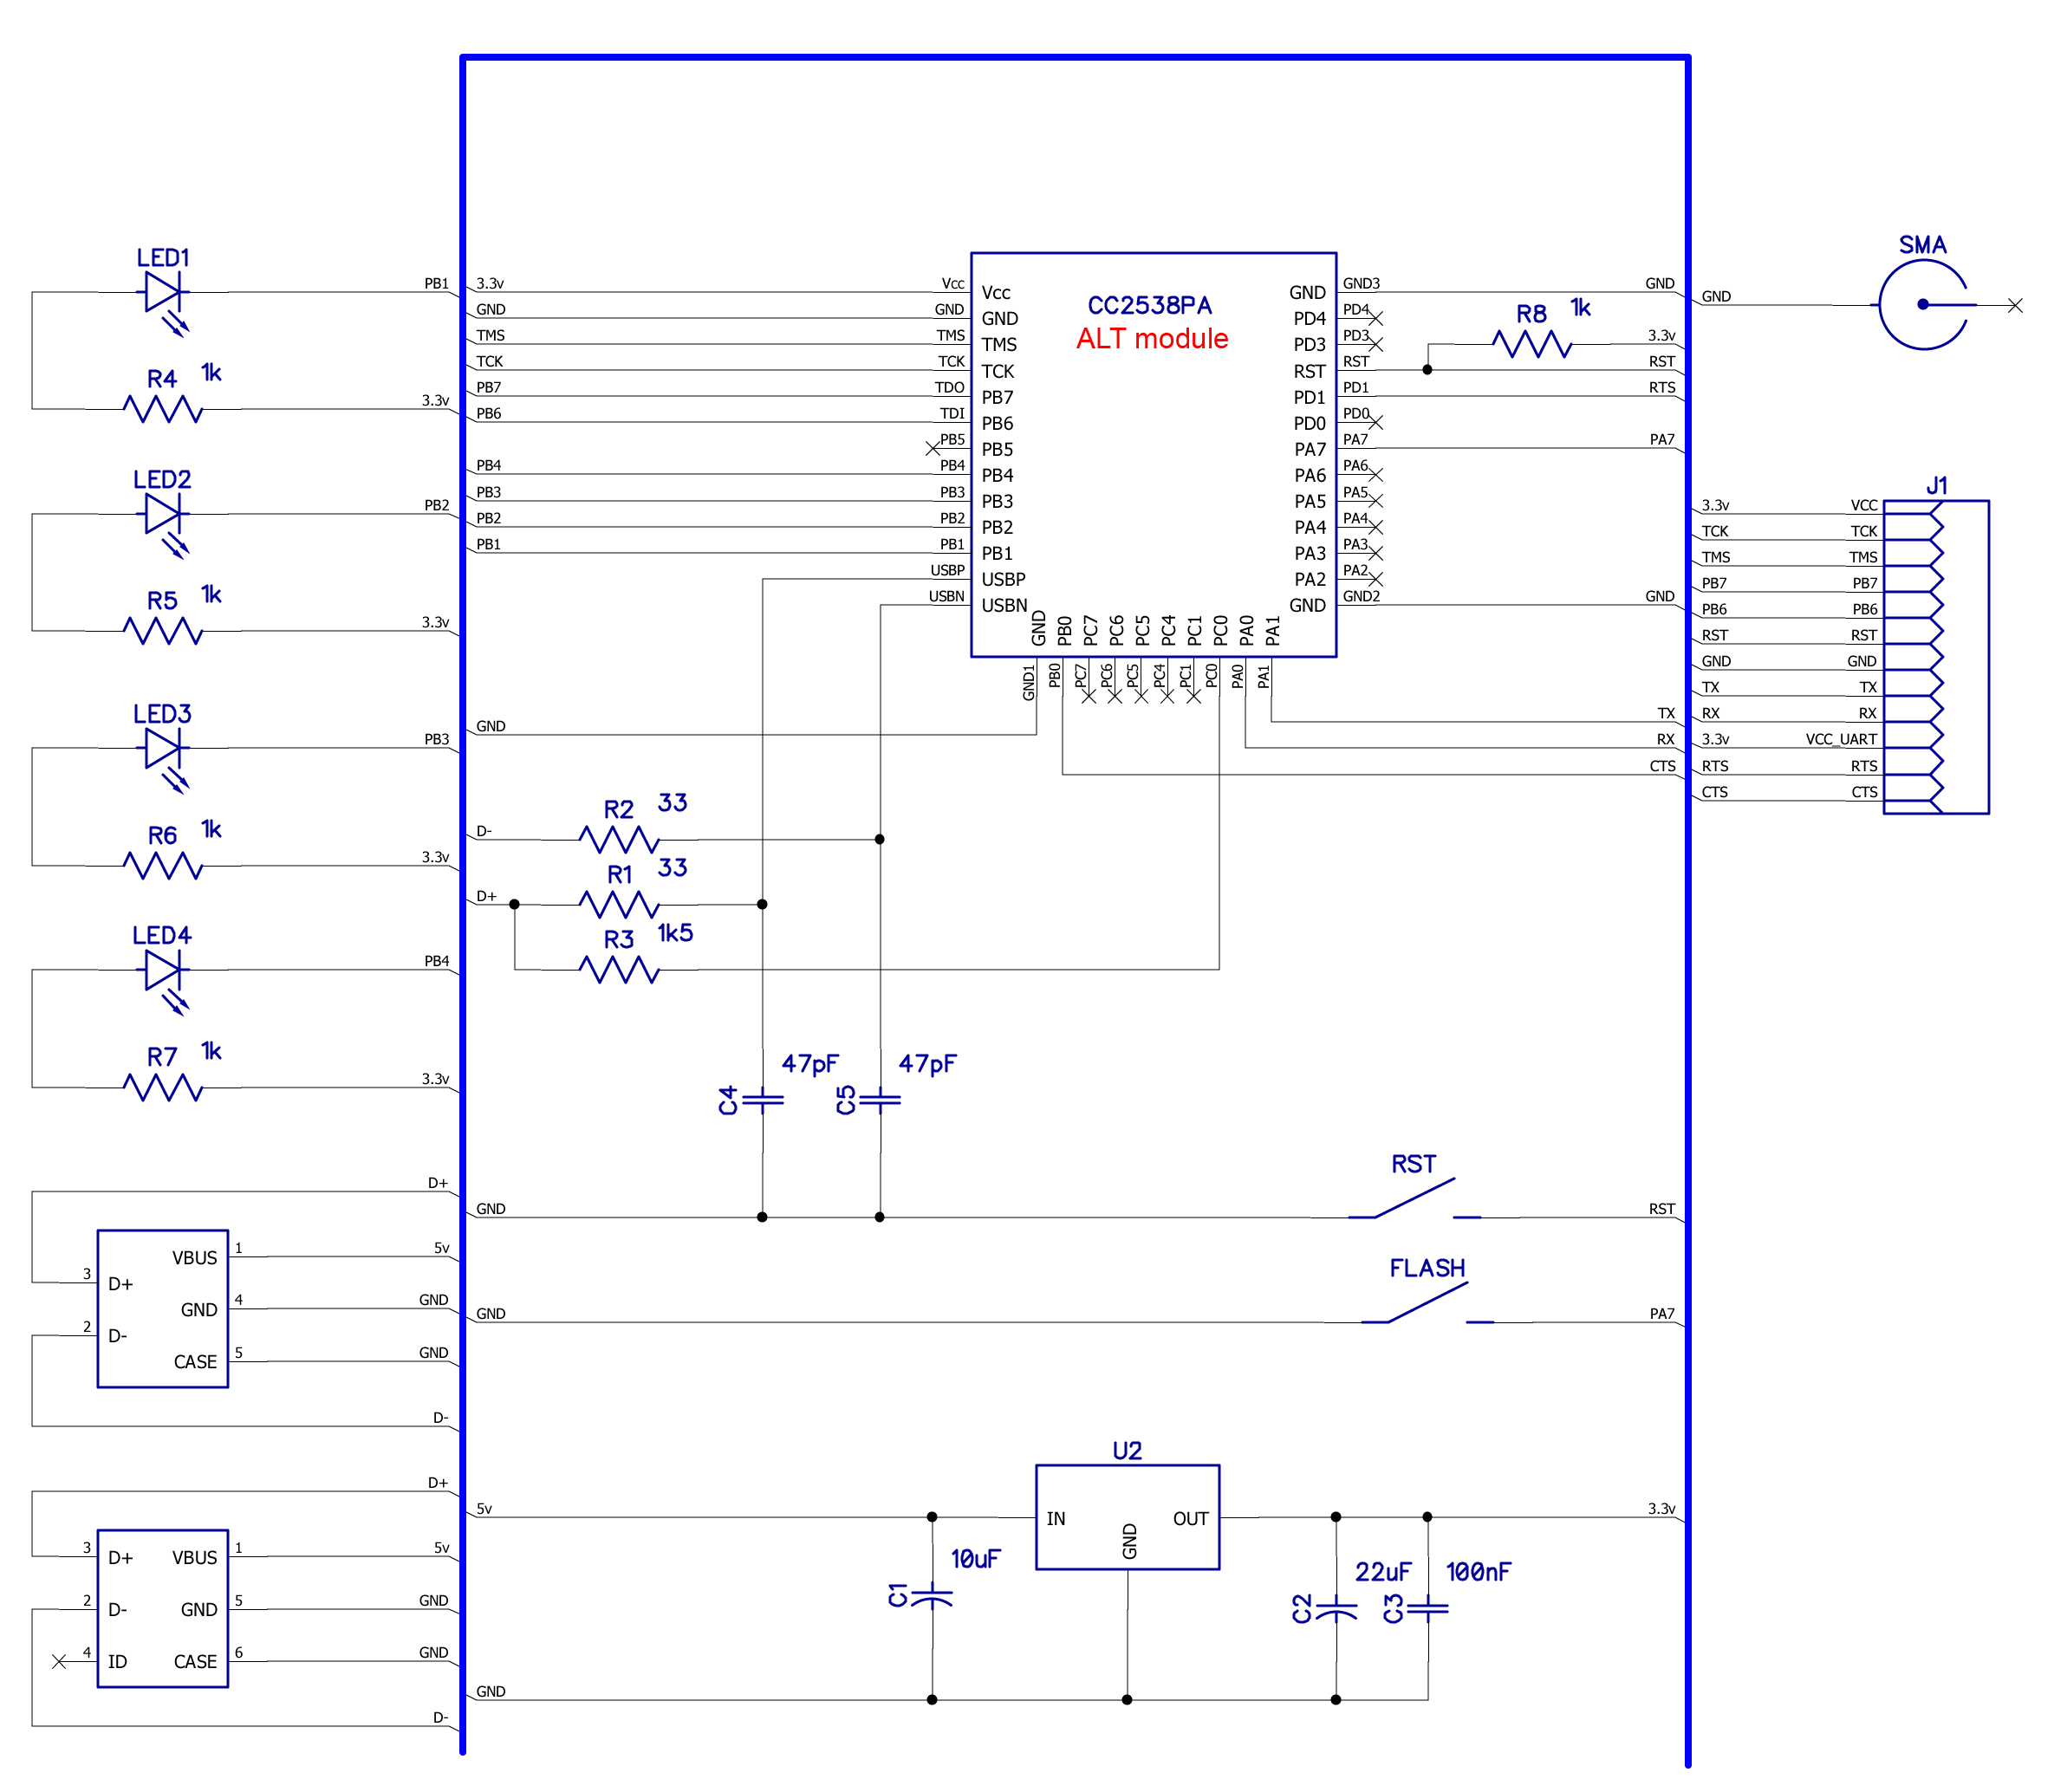 LED1
PB1
R4 1k
3.3v
LED2
PB2
R5 1k
3.3v
LED3
PB3
R6 1k
3.3v
LED4
PB4
R7 1k
3.3v
D+
VBUS 1 5v
3 D+
GND 4 GND
2 D-
CASE 5 GND
D-
D+
3 D+ VBUS 1 5v
2 D- GND 5 GND
4 ID CASE 6 GND
D-
3.3v Vcc Vcc
GND GND GND
TMS TMS TMS
TCK TCK TCK
PB7 TDO PB7
PB6 TDI PB6
PB5 PB5
PB4 PB4 PB4
PB3 PB3 PB3
PB2 PB2 PB2
PB1 PB1 PB1
USBP USBP
USBN USBN
CC2538PA
ALT module
GND GND3 GND
PD4 PD4
PD3 PD3
R8 1k
3.3v
RST RST RST
PD1 PD1 RTS
PD0 PD0
PA7 PA7 PA7
PA6 PA6
PA5 PA5
PA4 PA4
PA3 PA3
PA2 PA2
GND GND2 GND
GND PB0 PC7 PC6 PC5 PC4 PC1 PC0 PA0 PA1
GND1 PB0 PC7 PC6 PC5 PC4 PC1 PC0 PA0 PA1
GND
TX
RX
CTS
D- R2 33
D+ R1 33
R3 1k5
C4 47pF
C5 47pF
RST
GND RST
FLASH
GND PA7
U2
5v IN GND OUT 3.3v
C1 10uF
C2 22uF
C3 100nF
GND
SMA
GND
J1
3.3v VCC
TCK TCK
TMS TMS
PB7 PB7
PB6 PB6
RST RST
GND GND
TX TX
RX RX
3.3v VCC_UART
RTS RTS
CTS CTS